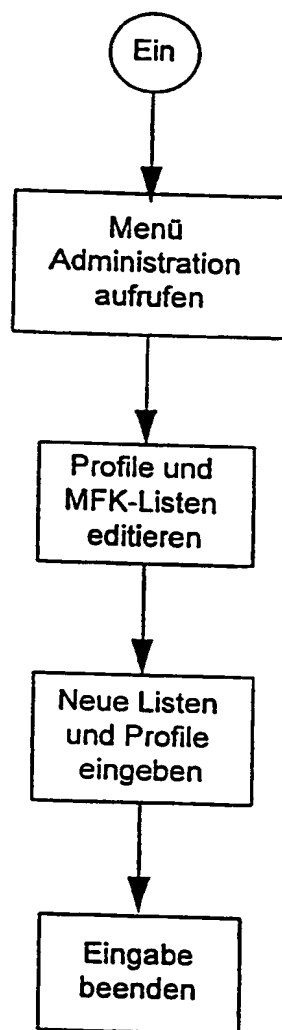 Ein
Menü
Administration
aufrufen
Profile und
MFK-Listen
editieren
Neue Listen
und Profile
eingeben
Eingabe
beenden